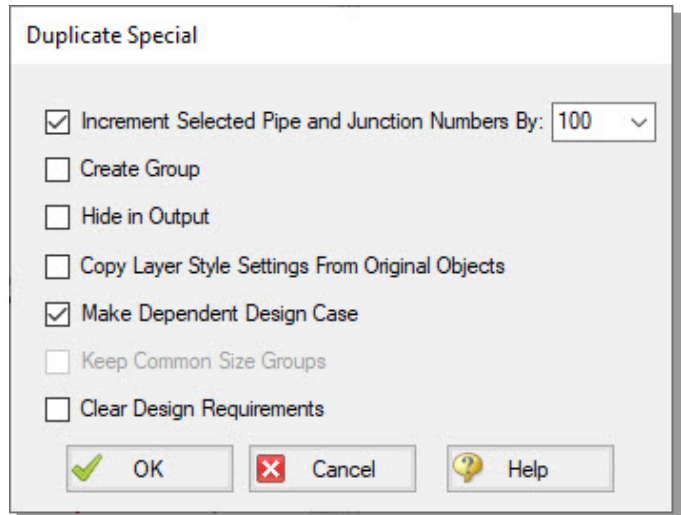 Duplicate Special
Increment Selected Pipe and Junction Numbers By: 100
Create Group
Hide in Output
Copy Layer Style Settings From Original Objects
Make Dependent Design Case
Keep Common Size Groups
Clear Design Requirements
OK Cancel Help